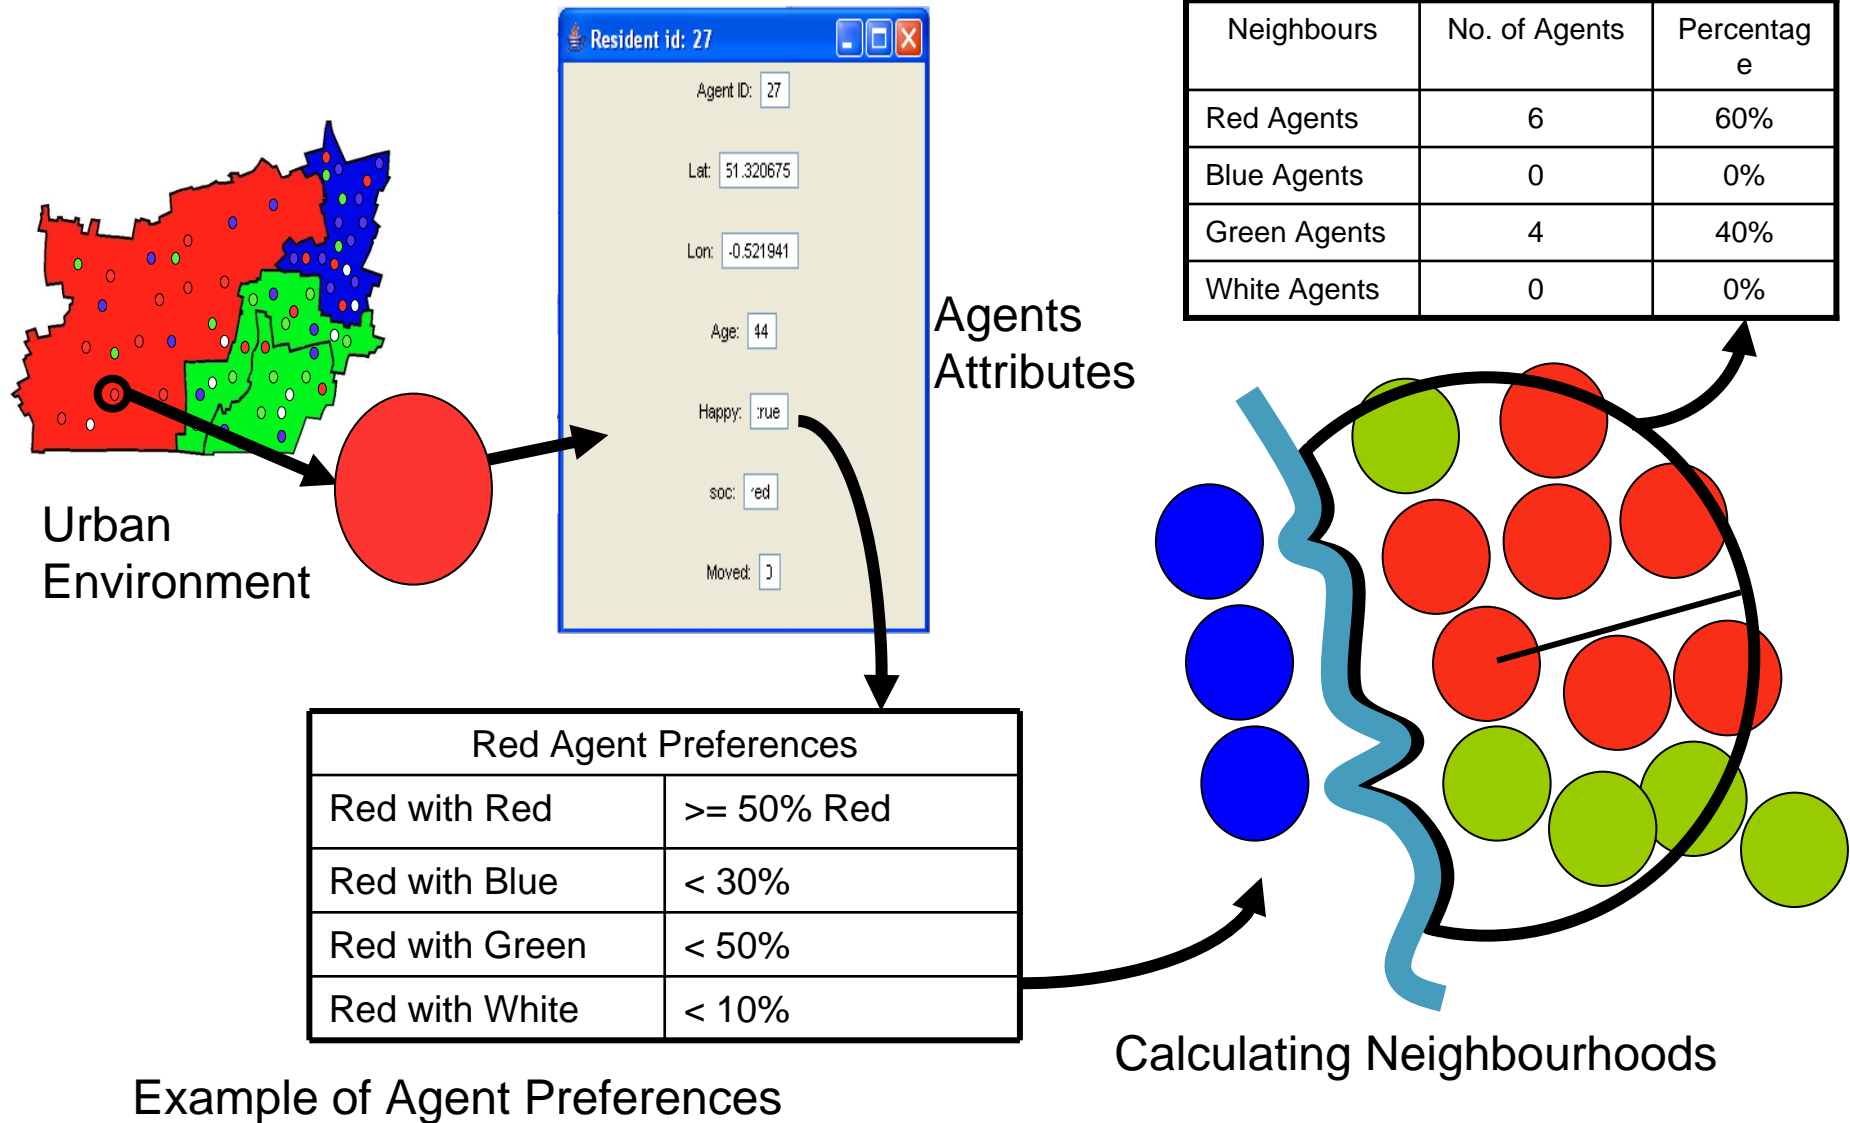 Resident id: 27
Agent ID: 27
Lat: 51.320675
Lon: -0.521941
Age: 44
Happy:
soc:
Moved:
Agents
Attributes
Urban
Environment
Neighbours No. of Agents Percentag
e
Red Agents 6 60%
Blue Agents 0 0%
Green Agents 4 40%
White Agents 0 0%
Red Agent Preferences
Red with Red >= 50% Red
Red with Blue < 30%
Red with Green < 50%
Red with White < 10%
Example of Agent Preferences
Calculating Neighbourhoods